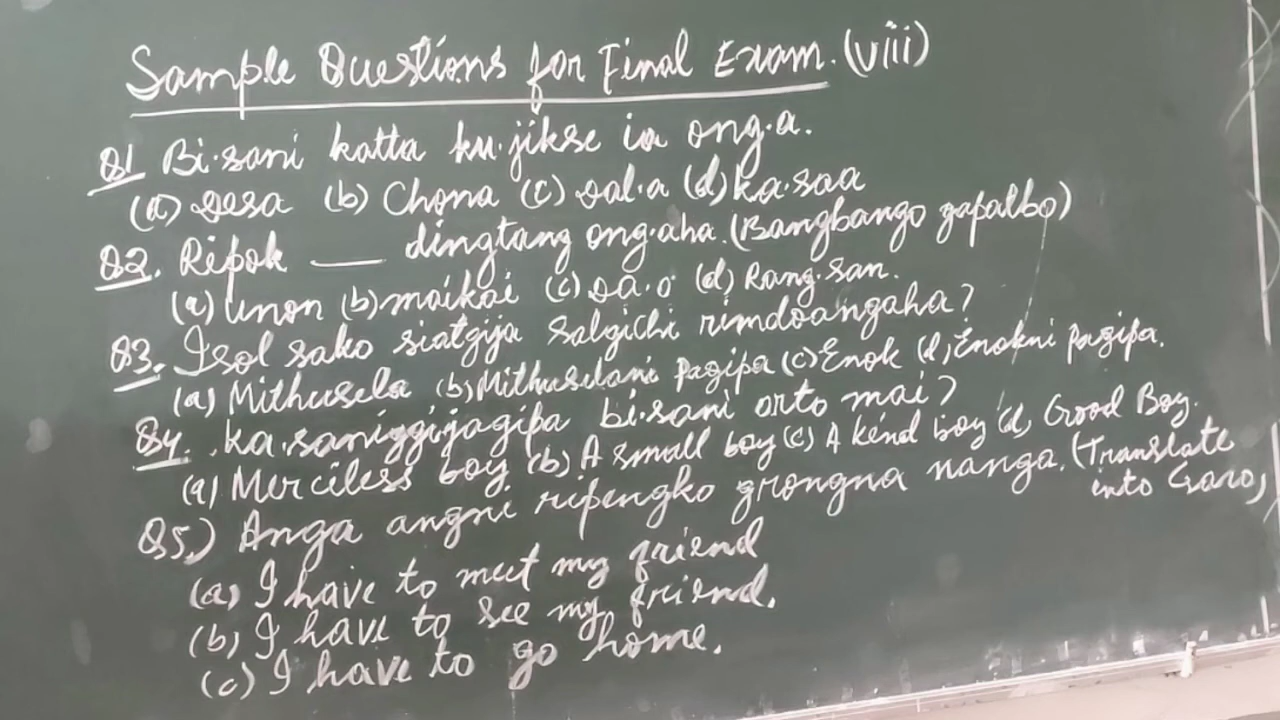 Sample Questions for Final Exam. (viii)
Q1 Bi·sani katta ku·jikse ia ong·a.
(a) sesa (b) Chona (c) dal·a (d) ka·saa
Q2. Ripok ___ dingtang ong·aha. (Bangbango gapatbo)
(a) Unon (b) maikai (c) da·o (d) Rang·san.
Q3. Isol sako siatgija salgichi rimdoangaha?
(a) Mithusela (b) Mithuselani Pagipa (c) Enok (d) Enokni Pagipa.
Q4. ka·saniggijagipa bi·sani orto mai?
(a) Merciless boy (b) A small boy (c) A kind boy (d) Good Boy.
Q5.) Anga angni ripengko grongna nanga. (Translate
into Garo)
(a) I have to meet my friend
(b) I have to see my friend.
(c) I have to go home.